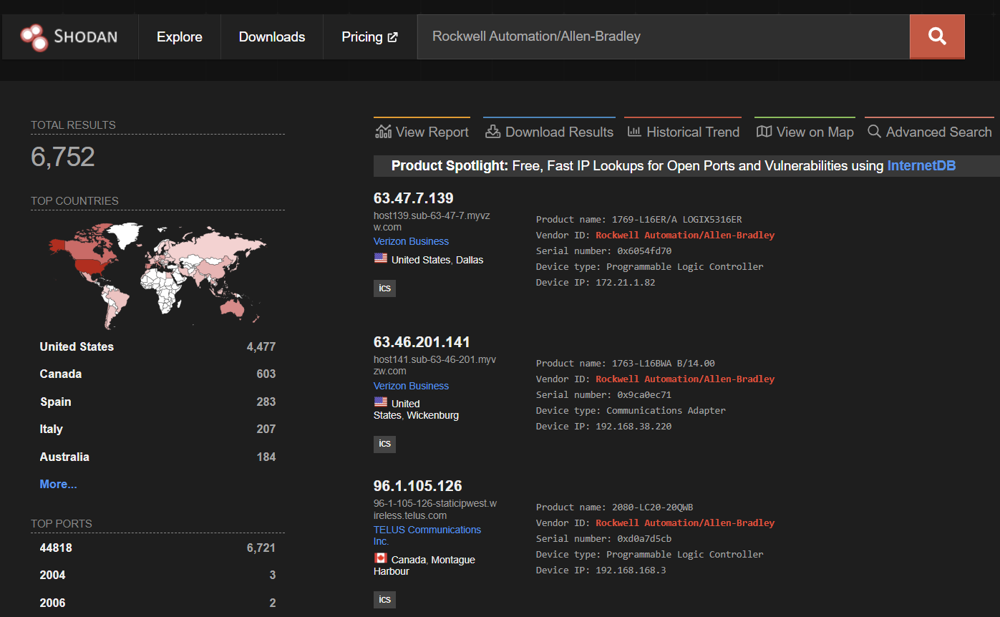 SHODAN
Explore
Downloads
Pricing
Rockwell Automation/Allen-Bradley
TOTAL RESULTS
6,752
TOP COUNTRIES
United States 4,477
Canada 603
Spain 283
Italy 207
Australia 184
More...
TOP PORTS
44818 6,721
2004 3
2006 2
View Report
Download Results
Historical Trend
View on Map
Advanced Search
Product Spotlight: Free, Fast IP Lookups for Open Ports and Vulnerabilities using InternetDB
63.47.7.139
host139.sub-63-47-7.myvz
w.com
Verizon Business
United States, Dallas
ics
Product name: 1769-L16ER/A LOGIX5316ER
Vendor ID: Rockwell Automation/Allen-Bradley
Serial number: 0x6054fd70
Device type: Programmable Logic Controller
Device IP: 172.21.1.82
63.46.201.141
host141.sub-63-46-201.myv
zw.com
Verizon Business
United
States, Wickenburg
ics
Product name: 1763-L16BWA B/14.00
Vendor ID: Rockwell Automation/Allen-Bradley
Serial number: 0x9ca0ec71
Device type: Communications Adapter
Device IP: 192.168.38.220
96.1.105.126
96-1-105-126-staticipwest.w
ireless.telus.com
TELUS Communications
Inc.
Canada, Montague
Harbour
ics
Product name: 2080-LC20-20QWB
Vendor ID: Rockwell Automation/Allen-Bradley
Serial number: 0xd0a7d5cb
Device type: Programmable Logic Controller
Device IP: 192.168.168.3